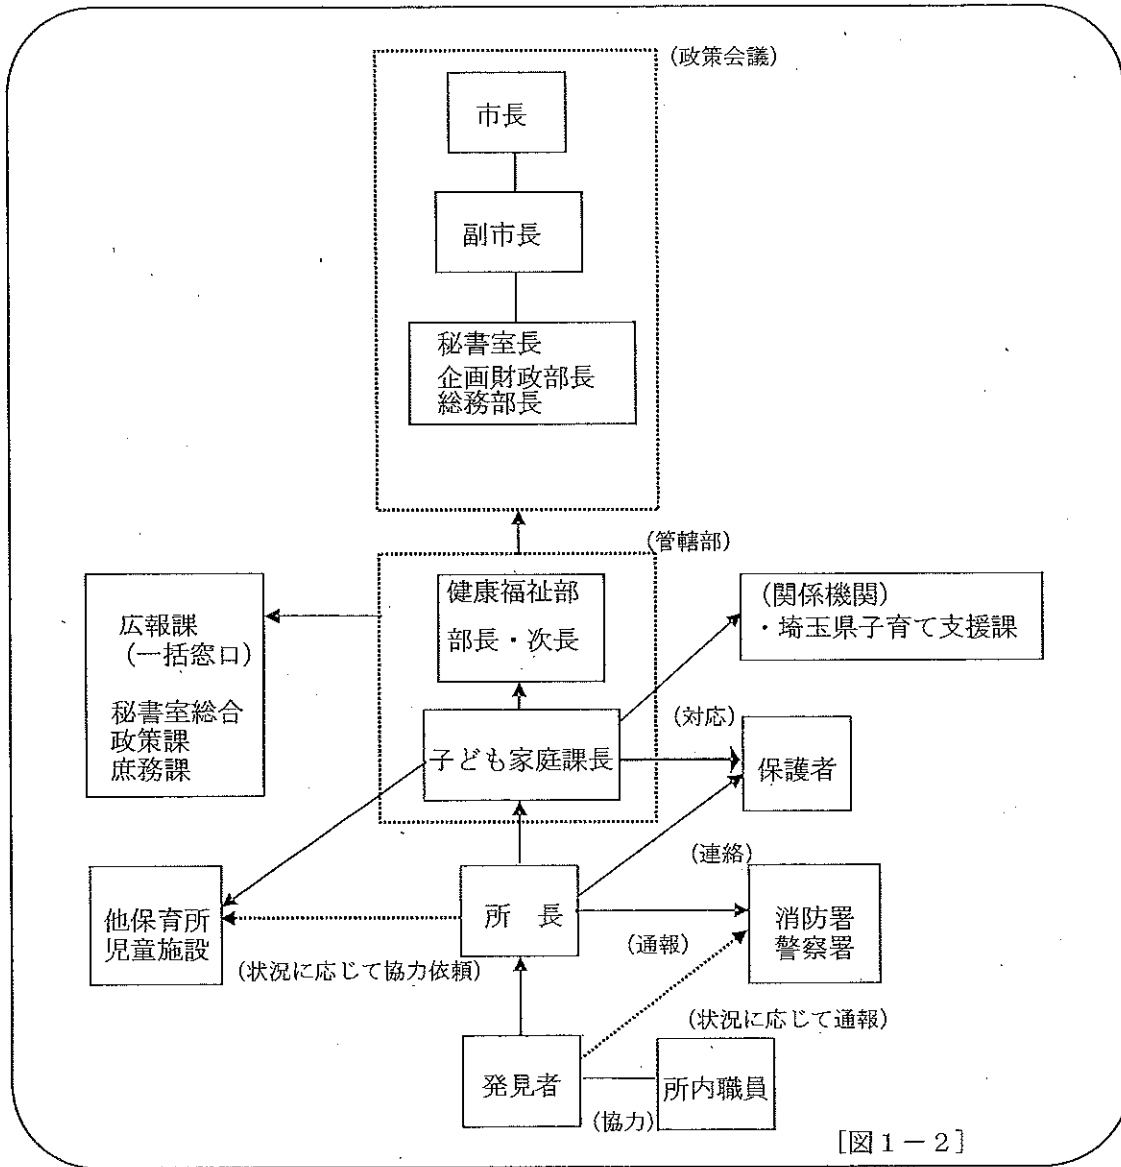 (政策会議)
市長
副市長
秘書室長
企画財政部長
総務部長
(管轄部)
健康福祉部
部長・次長
広報課
(一括窓口)
秘書室総合
政策課
庶務課
(関係機関)
・埼玉県子育て支援課
(対応)
子ども家庭課長
保護者
(連絡)
他保育所
児童施設
所 長
消防署
警察署
(通報)
(状況に応じて協力依頼)
(状況に応じて通報)
発見者
所内職員
(協力)
[図1-2]